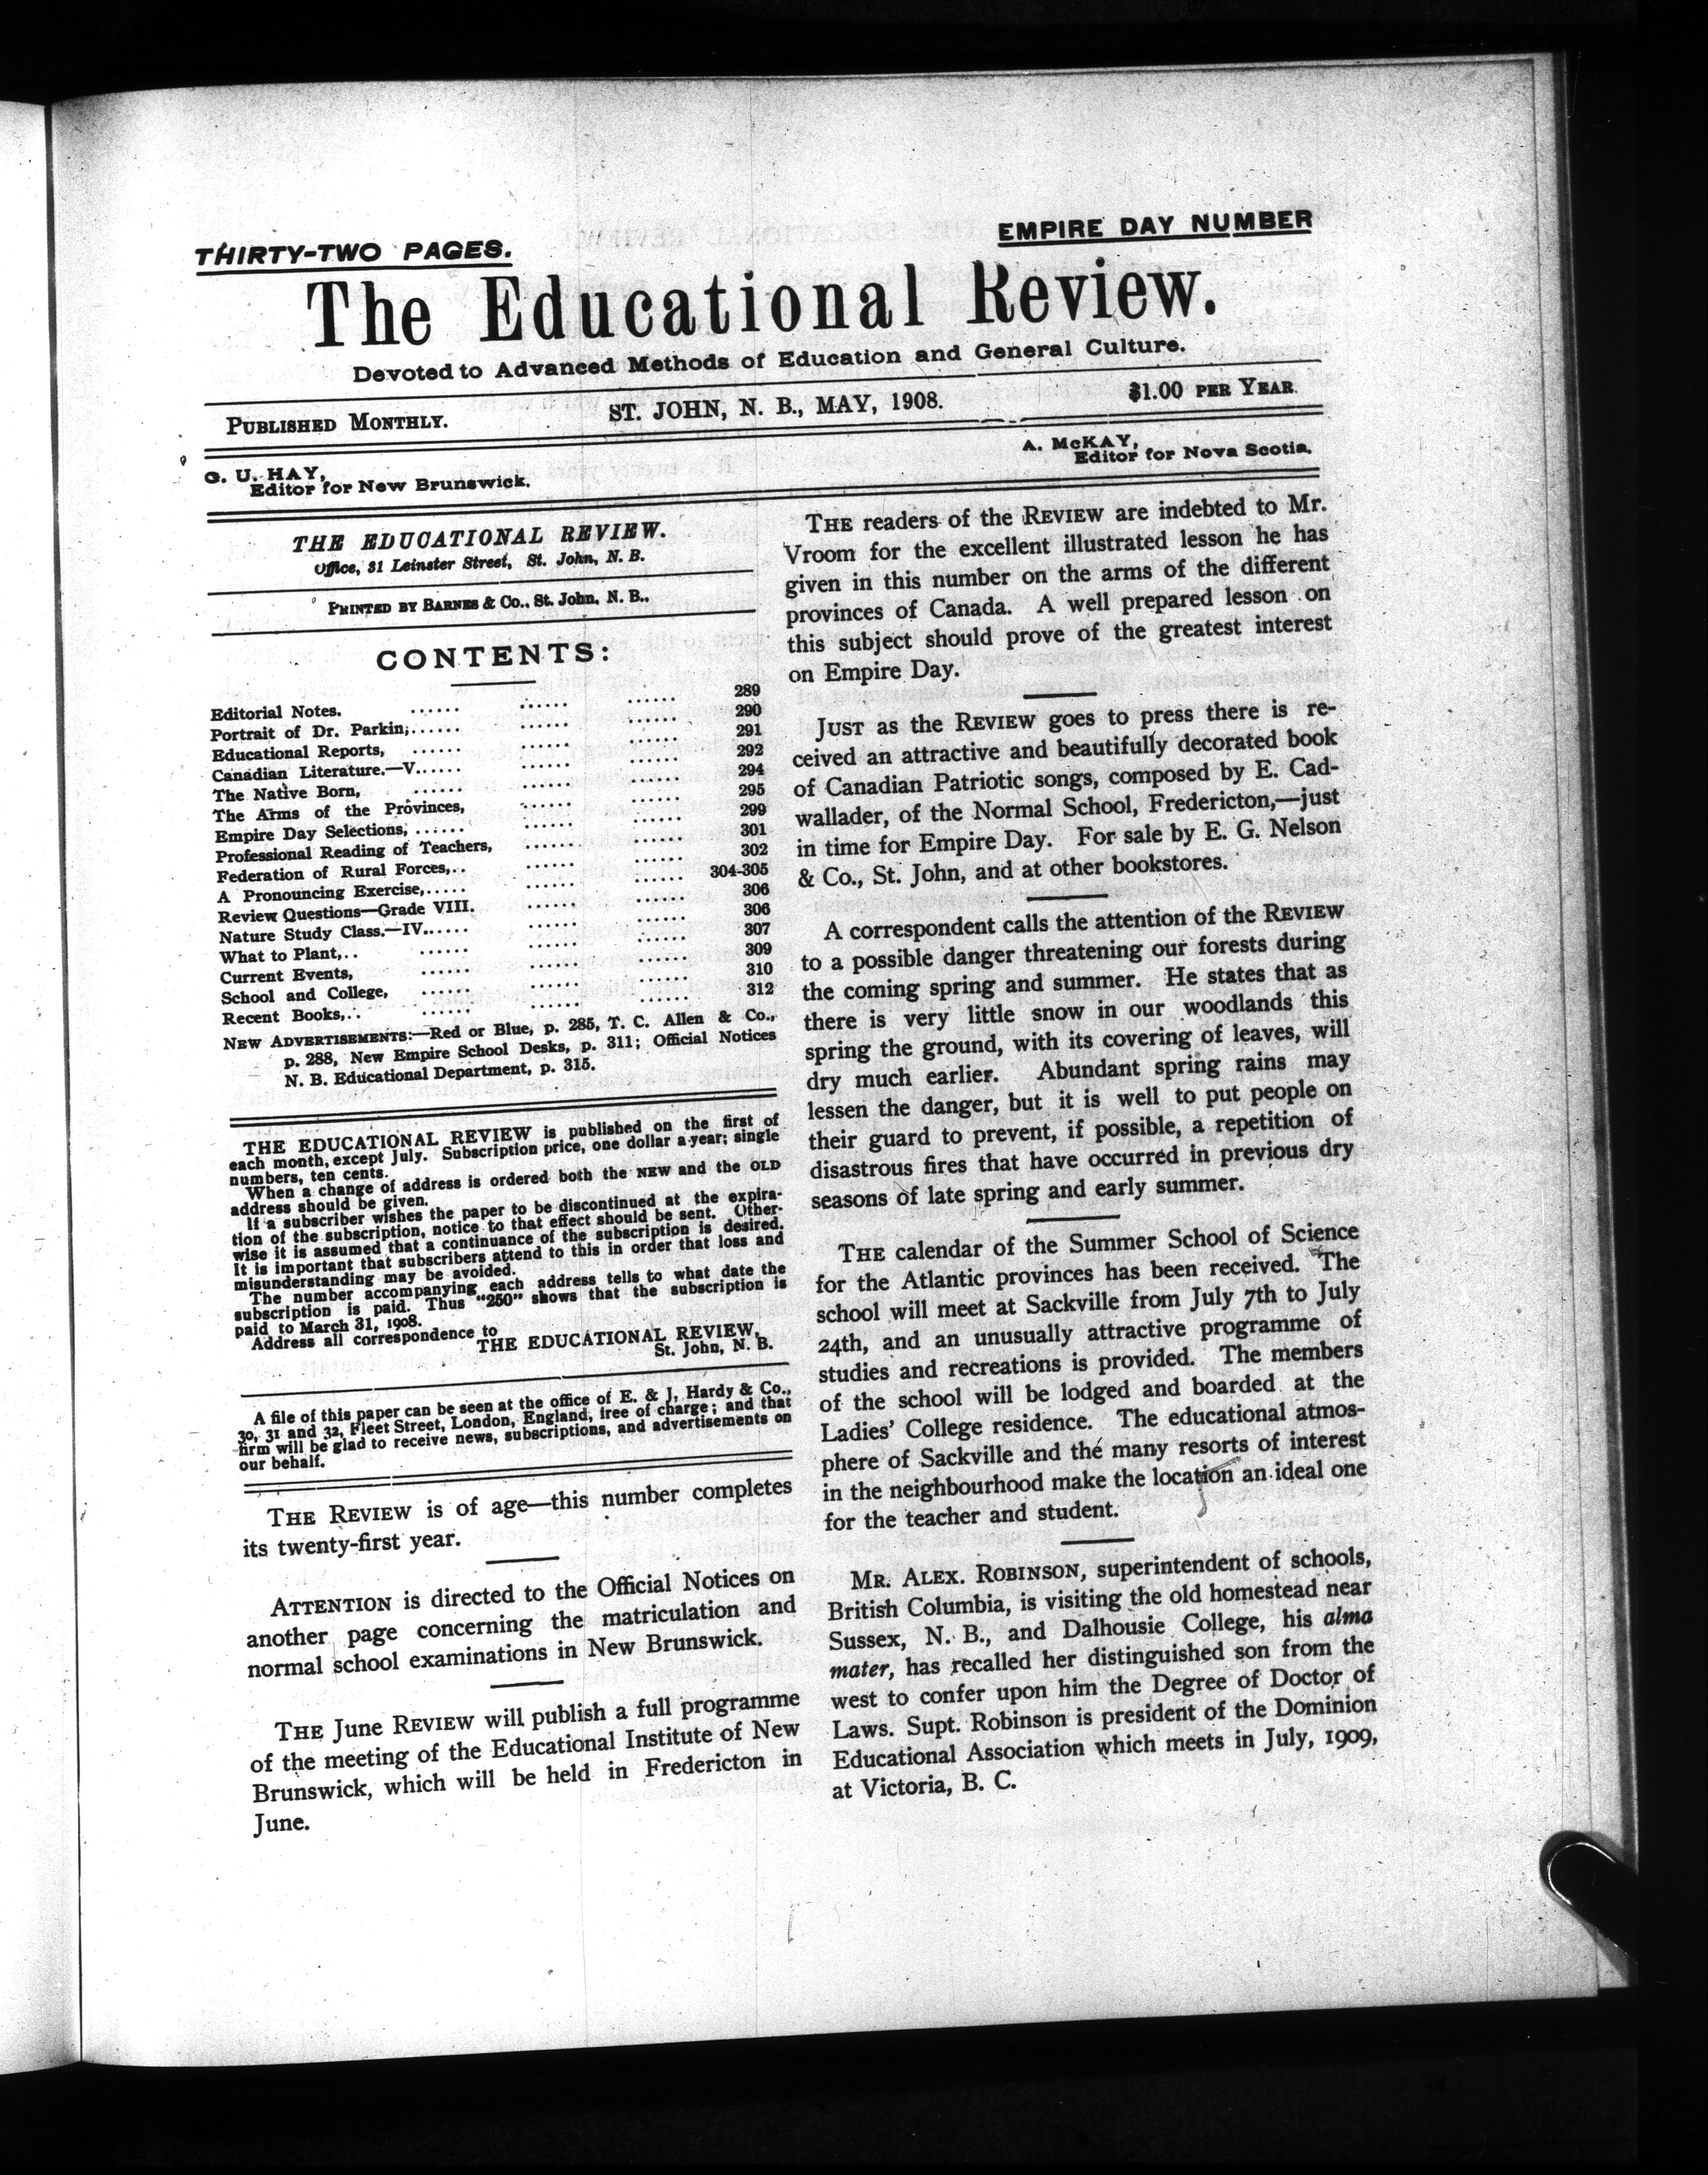 THIRTY-TWO PAGES.
EMPIRE DAY NUMBER
The Educational Review.
Devoted to Advanced Methods of Education and General Culture.
PUBLISHED MONTHLY. ST. JOHN, N. B., MAY, 1908. $1.00 PER YEAR.
G. U. HAY,
Editor for New Brunswick.
A. McKAY,
Editor for Nova Scotia.
THE EDUCATIONAL REVIEW.
Office, 31 Leinster Street, St. John, N. B.
PRINTED BY BARNES & Co., St. John, N. B..
CONTENTS:
Editorial Notes. ...... ...... ...... 289
Portrait of Dr. Parkin,...... ...... ...... 290
Educational Reports, ...... ...... ...... 291
Canadian Literature.—V...... ...... ...... 292
The Native Born, ...... ...... ...... 294
The Arms of the Provinces, ...... ...... 295
Empire Day Selections, ...... ...... ...... 299
Professional Reading of Teachers, ...... ...... 301
Federation of Rural Forces,.. ...... ...... 302
A Pronouncing Exercise,..... ...... ...... 304-305
Review Questions—Grade VIII. ...... ...... 306
Nature Study Class.—IV...... ...... ...... 306
What to Plant,.. ...... ...... ...... 307
Current Events, ...... ...... ...... 309
School and College, ...... ...... ...... 310
Recent Books,.. ...... ...... ...... 312
NEW ADVERTISEMENTS:—Red or Blue, p. 285, T. C. Allen & Co.,
p. 288, New Empire School Desks, p. 311; Official Notices
N. B. Educational Department, p. 315.
THE EDUCATIONAL REVIEW is published on the first of
each month, except July. Subscription price, one dollar a year; single
numbers, ten cents.
When a change of address is ordered both the NEW and the OLD
address should be given.
If a subscriber wishes the paper to be discontinued at the expira-
tion of the subscription, notice to that effect should be sent. Other-
wise it is assumed that a continuance of the subscription is desired.
It is important that subscribers attend to this in order that loss and
misunderstanding may be avoided.
The number accompanying each address tells to what date the
subscription is paid. Thus "250" shows that the subscription is
paid to March 31, 1908.
Address all correspondence to
THE EDUCATIONAL REVIEW,
St. John, N. B.
A file of this paper can be seen at the office of E. & J. Hardy & Co.,
30, 31 and 32, Fleet Street, London, England, free of charge; and that
firm will be glad to receive news, subscriptions, and advertisements on
our behalf.
THE REVIEW is of age—this number completes
its twenty-first year.
ATTENTION is directed to the Official Notices on
another page concerning the matriculation and
normal school examinations in New Brunswick.
THE June REVIEW will publish a full programme
of the meeting of the Educational Institute of New
Brunswick, which will be held in Fredericton in
June.
THE readers of the REVIEW are indebted to Mr.
Vroom for the excellent illustrated lesson he has
given in this number on the arms of the different
provinces of Canada. A well prepared lesson on
this subject should prove of the greatest interest
on Empire Day.
JUST as the REVIEW goes to press there is re-
ceived an attractive and beautifully decorated book
of Canadian Patriotic songs, composed by E. Cad-
wallader, of the Normal School, Fredericton,—just
in time for Empire Day. For sale by E. G. Nelson
& Co., St. John, and at other bookstores.
A correspondent calls the attention of the REVIEW
to a possible danger threatening our forests during
the coming spring and summer. He states that as
there is very little snow in our woodlands this
spring the ground, with its covering of leaves, will
dry much earlier. Abundant spring rains may
lessen the danger, but it is well to put people on
their guard to prevent, if possible, a repetition of
disastrous fires that have occurred in previous dry
seasons of late spring and early summer.
THE calendar of the Summer School of Science
for the Atlantic provinces has been received. The
school will meet at Sackville from July 7th to July
24th, and an unusually attractive programme of
studies and recreations is provided. The members
of the school will be lodged and boarded at the
Ladies' College residence. The educational atmos-
phere of Sackville and the many resorts of interest
in the neighbourhood make the location an ideal one
for the teacher and student.
MR. ALEX. ROBINSON, superintendent of schools,
British Columbia, is visiting the old homestead near
Sussex, N. B., and Dalhousie College, his alma
mater, has recalled her distinguished son from the
west to confer upon him the Degree of Doctor of
Laws. Supt. Robinson is president of the Dominion
Educational Association which meets in July, 1909,
at Victoria, B. C.